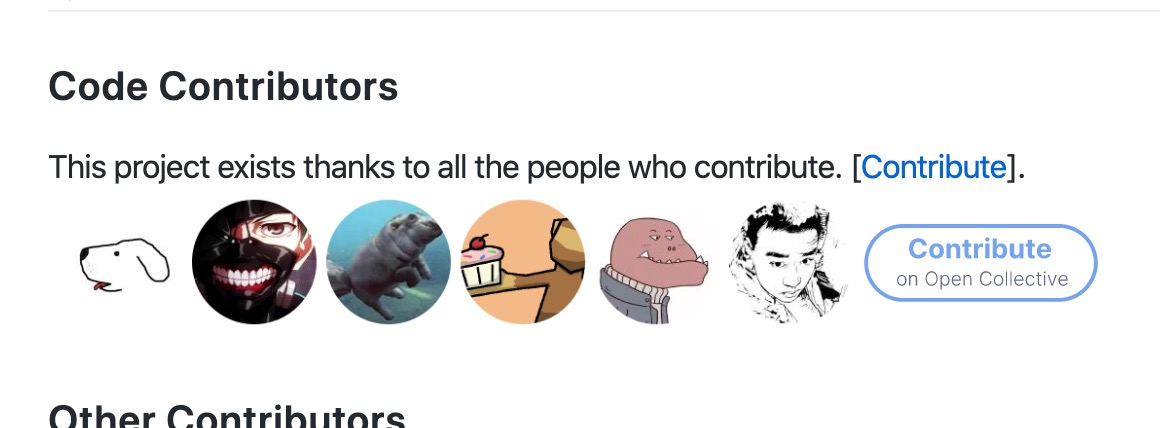 Code Contributors
This project exists thanks to all the people who contribute. [Contribute].
Contribute
on Open Collective
Other Contributors